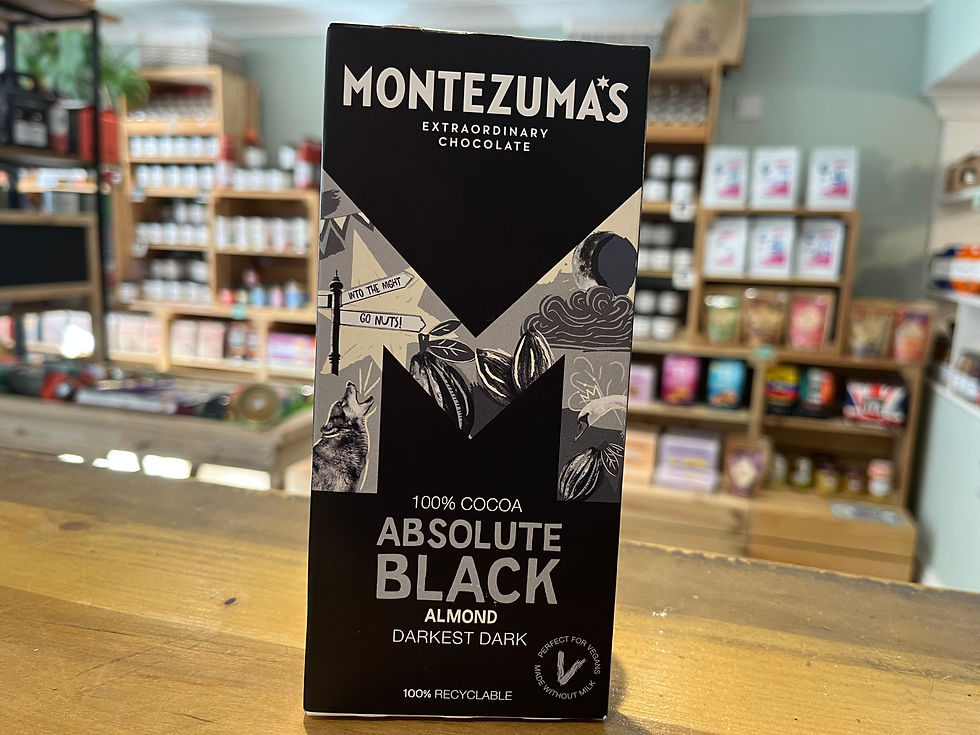 MONTEZUMA'S
EXTRAORDINARY
CHOCOLATE
INTO THE NIGHT
GO NUTS!
100% COCOA
ABSOLUTE
BLACK
ALMOND
DARKEST DARK
PERFECT FOR VEGANS
MADE WITHOUT MILK
100% RECYCLABLE